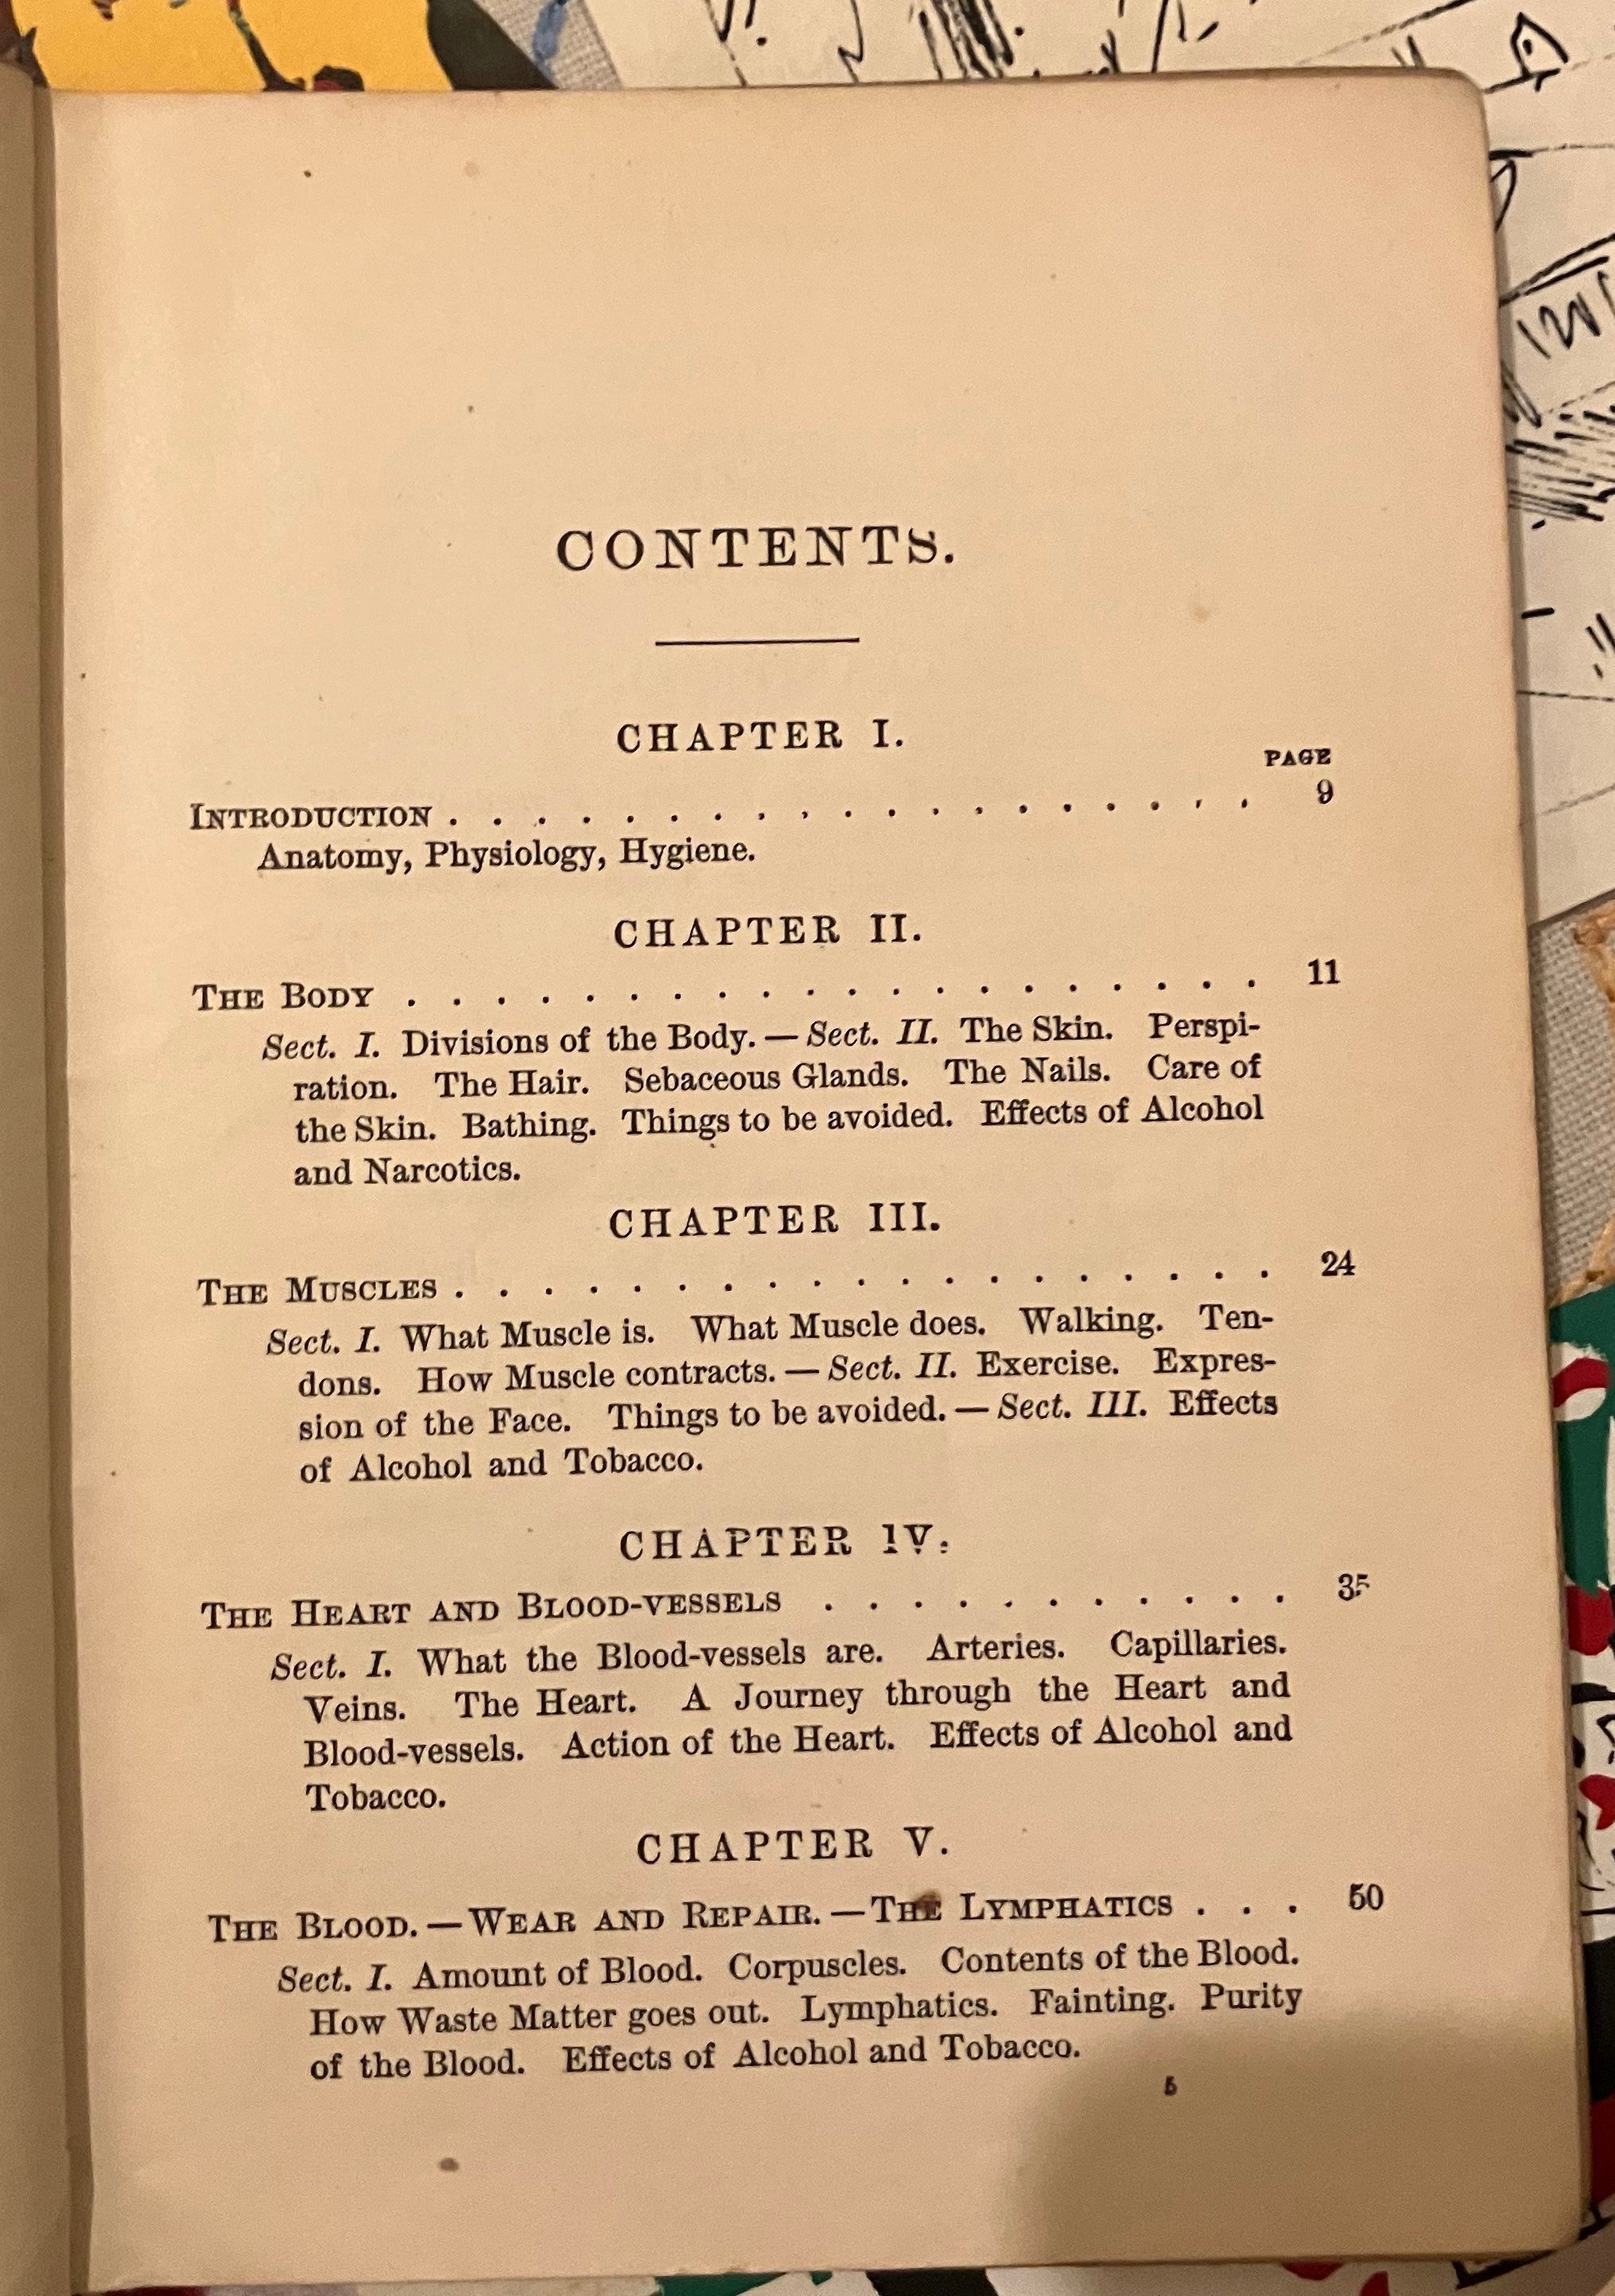 CONTENTS.
CHAPTER I.
PAGE
INTRODUCTION . . . . . . . . . . . . . . . . . . . 9
Anatomy, Physiology, Hygiene.
CHAPTER II.
THE BODY . . . . . . . . . . . . . . . . . . . . 11
Sect. I. Divisions of the Body. — Sect. II. The Skin. Perspi-
ration. The Hair. Sebaceous Glands. The Nails. Care of
the Skin. Bathing. Things to be avoided. Effects of Alcohol
and Narcotics.
CHAPTER III.
THE MUSCLES . . . . . . . . . . . . . . . . . . . 24
Sect. I. What Muscle is. What Muscle does. Walking. Ten-
dons. How Muscle contracts. — Sect. II. Exercise. Expres-
sion of the Face. Things to be avoided. — Sect. III. Effects
of Alcohol and Tobacco.
CHAPTER IV.
THE HEART AND BLOOD-VESSELS . . . . . . . . . . . 35
Sect. I. What the Blood-vessels are. Arteries. Capillaries.
Veins. The Heart. A Journey through the Heart and
Blood-vessels. Action of the Heart. Effects of Alcohol and
Tobacco.
CHAPTER V.
THE BLOOD. — WEAR AND REPAIR. — THE LYMPHATICS . . . 50
Sect. I. Amount of Blood. Corpuscles. Contents of the Blood.
How Waste Matter goes out. Lymphatics. Fainting. Purity
of the Blood. Effects of Alcohol and Tobacco.
5